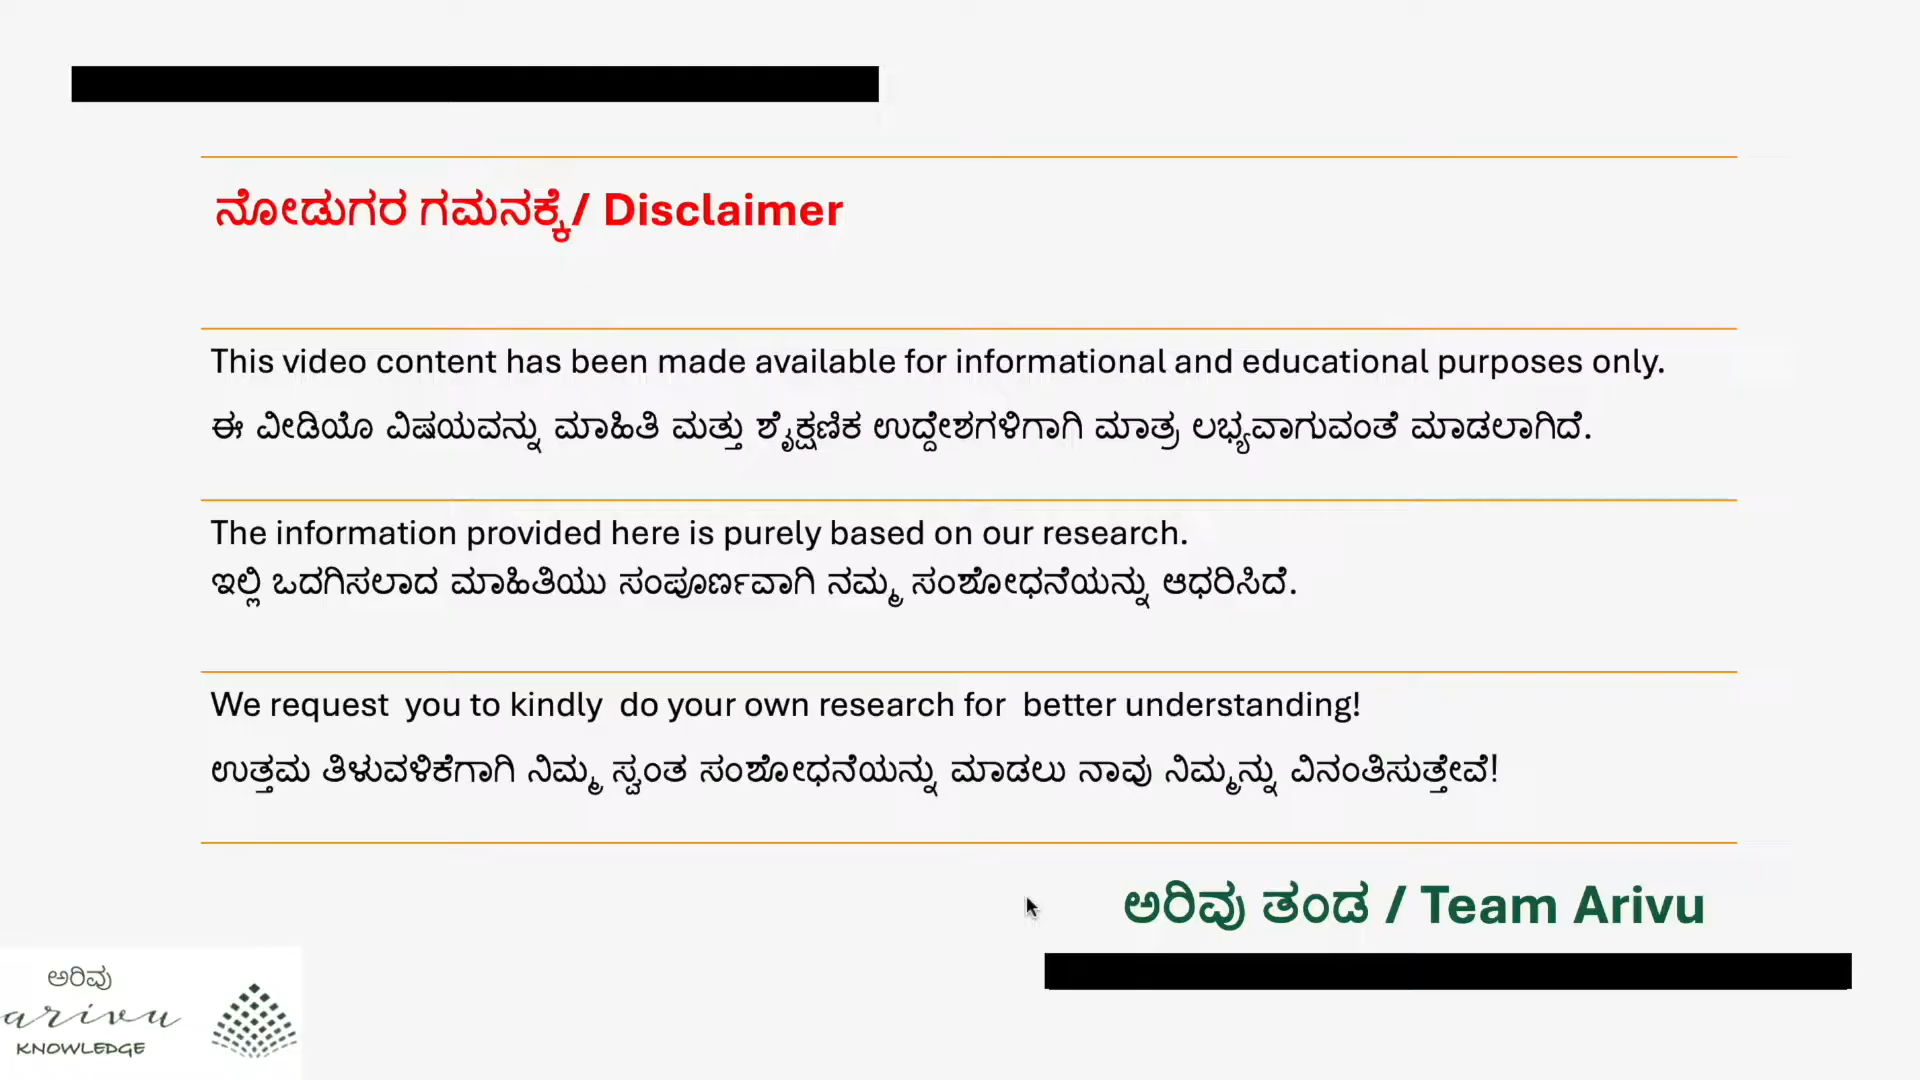 ನೋಡುಗರ ಗಮನಕ್ಕೆ/ Disclaimer
This video content has been made available for informational and educational purposes only.
ಈ ವೀಡಿಯೊ ವಿಷಯವನ್ನು ಮಾಹಿತಿ ಮತ್ತು ಶೈಕ್ಷಣಿಕ ಉದ್ದೇಶಗಳಿಗಾಗಿ ಮಾತ್ರ ಲಭ್ಯವಾಗುವಂತೆ ಮಾಡಲಾಗಿದೆ.
The information provided here is purely based on our research.
ಇಲ್ಲಿ ಒದಗಿಸಲಾದ ಮಾಹಿತಿಯು ಸಂಪೂರ್ಣವಾಗಿ ನಮ್ಮ ಸಂಶೋಧನೆಯನ್ನು ಆಧರಿಸಿದೆ.
We request  you to kindly  do your own research for  better understanding!
ಉತ್ತಮ ತಿಳುವಳಿಕೆಗಾಗಿ ನಿಮ್ಮ ಸ್ವಂತ ಸಂಶೋಧನೆಯನ್ನು ಮಾಡಲು ನಾವು ನಿಮ್ಮನ್ನು ವಿನಂತಿಸುತ್ತೇವೆ!
ಅರಿವು ತಂಡ / Team Arivu
ಅರಿವು
arivu
KNOWLEDGE